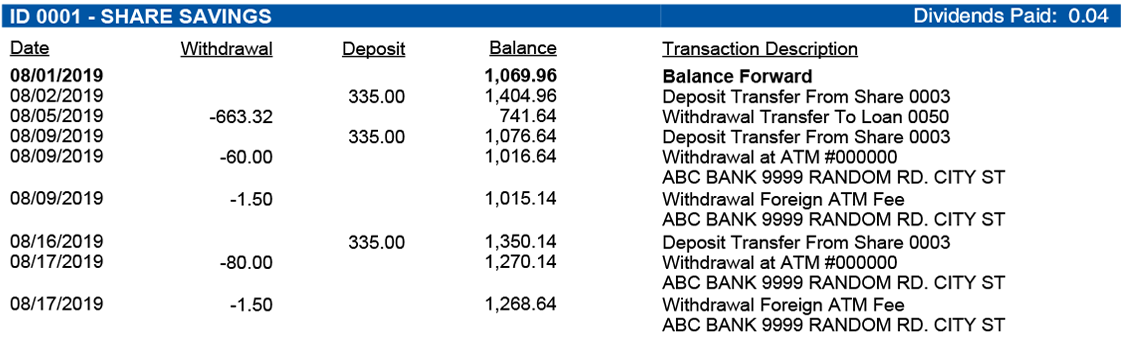 ID 0001 - SHARE SAVINGS Dividends Paid: 0.04
Date Withdrawal Deposit Balance Transaction Description
08/01/2019 1,069.96 Balance Forward
08/02/2019 335.00 1,404.96 Deposit Transfer From Share 0003
08/05/2019 -663.32 741.64 Withdrawal Transfer To Loan 0050
08/09/2019 335.00 1,076.64 Deposit Transfer From Share 0003
08/09/2019 -60.00 1,016.64 Withdrawal at ATM #000000
ABC BANK 9999 RANDOM RD. CITY ST
08/09/2019 -1.50 1,015.14 Withdrawal Foreign ATM Fee
ABC BANK 9999 RANDOM RD. CITY ST
08/16/2019 335.00 1,350.14 Deposit Transfer From Share 0003
08/17/2019 -80.00 1,270.14 Withdrawal at ATM #000000
ABC BANK 9999 RANDOM RD. CITY ST
08/17/2019 -1.50 1,268.64 Withdrawal Foreign ATM Fee
ABC BANK 9999 RANDOM RD. CITY ST